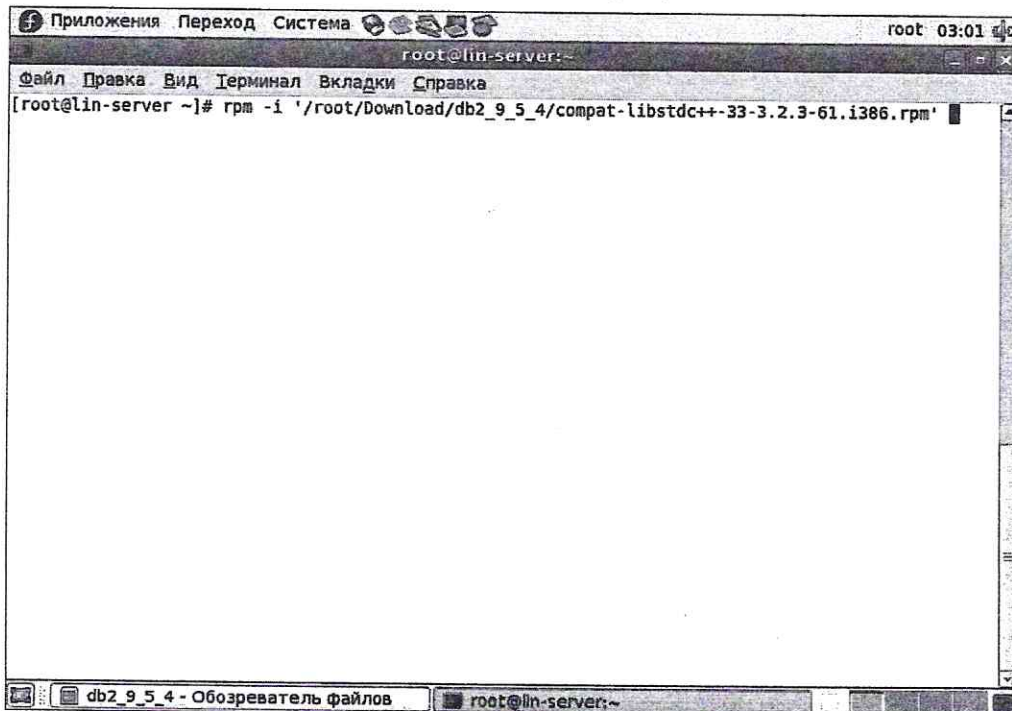 Приложения Переход Система root 03:01
root@lin-server:~
Файл Правка Вид Терминал Вкладки Справка
[root@lin-server ~]# rpm -i '/root/Download/db2_9_5_4/compat-libstdc++-33-3.2.3-61.i386.rpm'
db2_9_5_4 - Обозреватель файлов root@lin-server:~